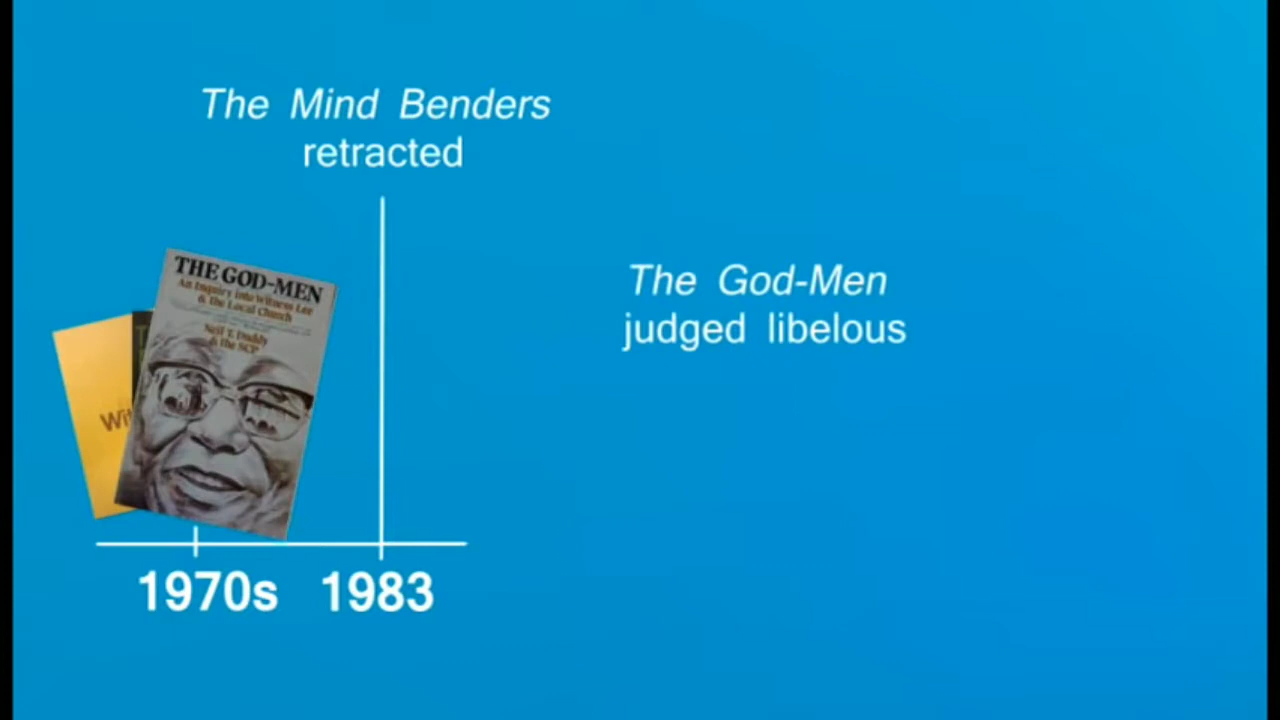 The Mind Benders
retracted
THE GOD-MEN
An Inquiry into Witness Lee
& the Local Church
Neil T. Duddy
& the SCP
Wit
The God-Men
judged libelous
1970s
1983